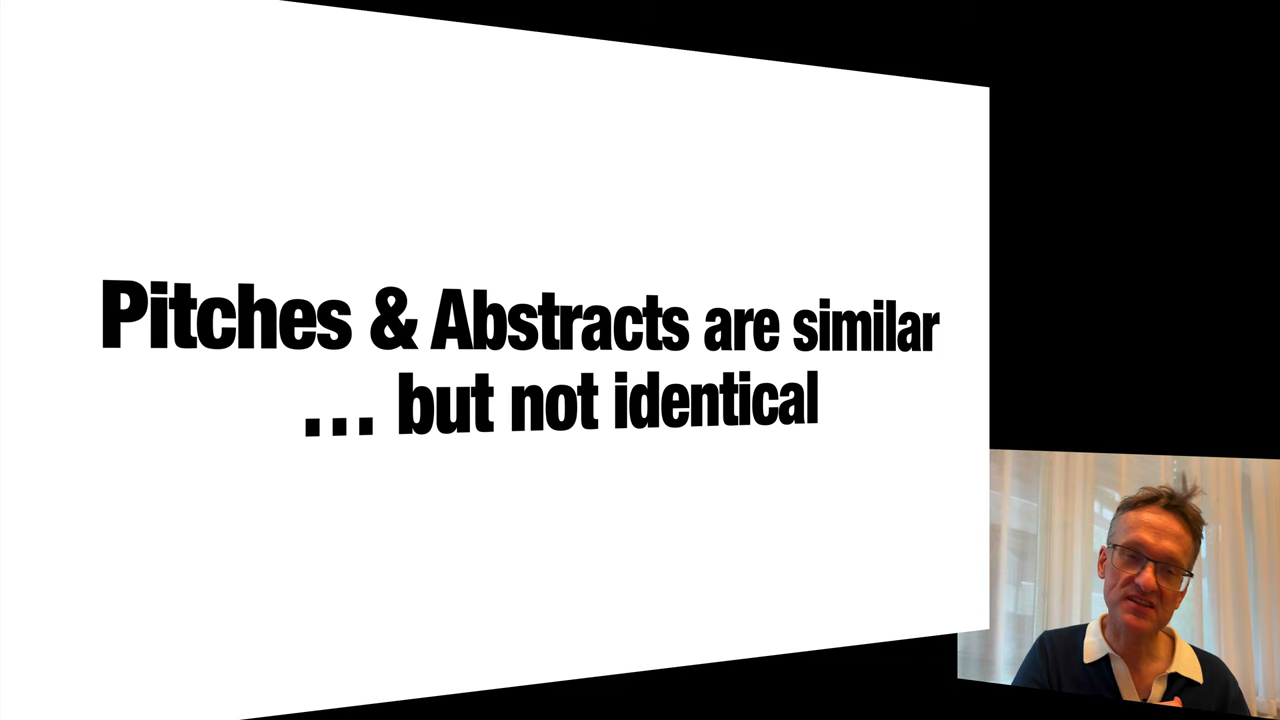 Pitches & Abstracts are similar
… but not identical